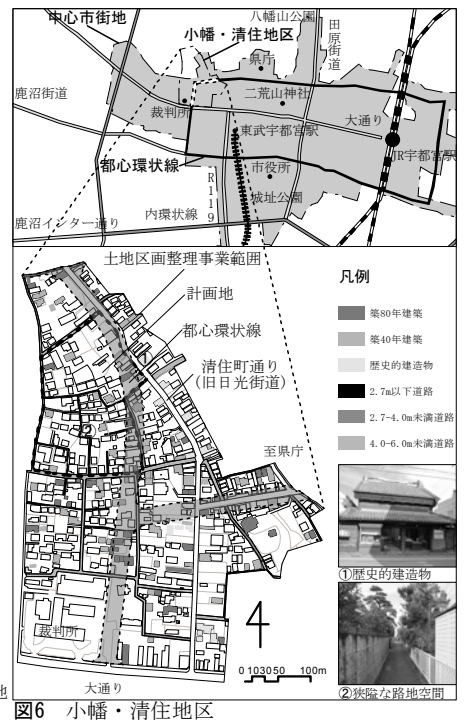 中心市街地
小幡・清住地区
八幡山公園
田原街道
県庁
鹿沼街道
二荒山神社
裁判所
大通り
東武宇都宮駅
JR宇都宮駅
都心環状線
市役所
R119
城址公園
鹿沼インター通り
内環状線
土地区画整理事業範囲
計画地
都心環状線
清住町通り
(旧日光街道)
至県庁
凡例
築80年建築
築40年建築
歴史的建造物
2.7m以下道路
2.7-4.0m未満道路
4.0-6.0m未満道路
①
②
①歴史的建造物
②狭隘な路地空間
裁判所
0 10 30 50 100m
大通り
地
図6 小幡・清住地区